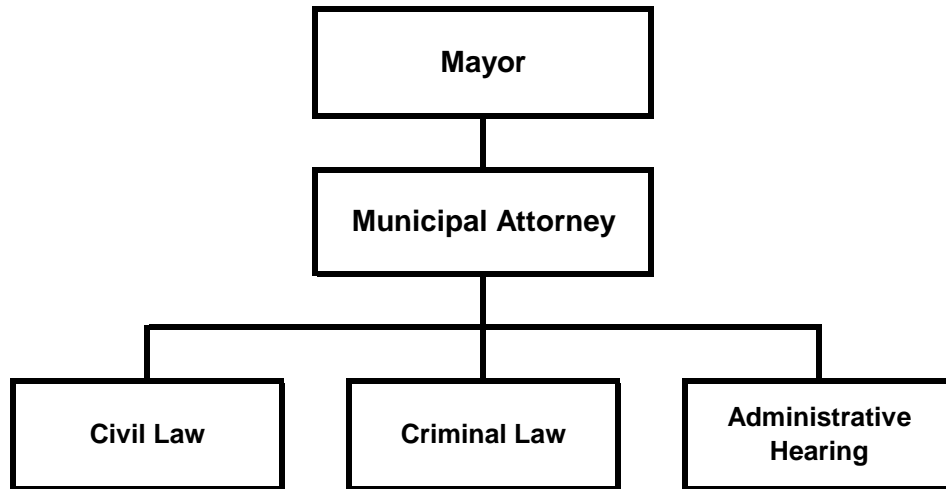 Mayor
Municipal Attorney
Civil Law
Criminal Law
Administrative
Hearing